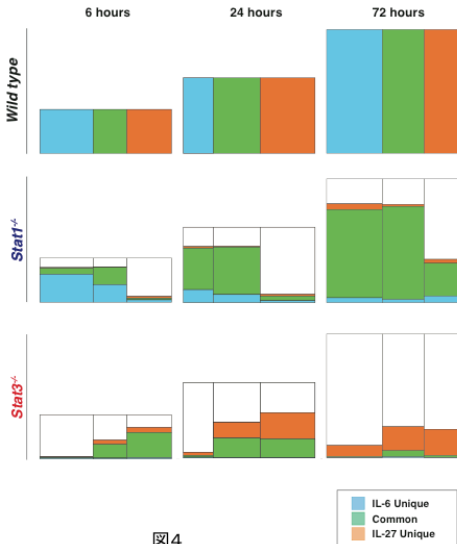 6 hours
24 hours
72 hours
Wild type
Stat1-/-
Stat3-/-
IL-6 Unique
Common
IL-27 Unique
図4